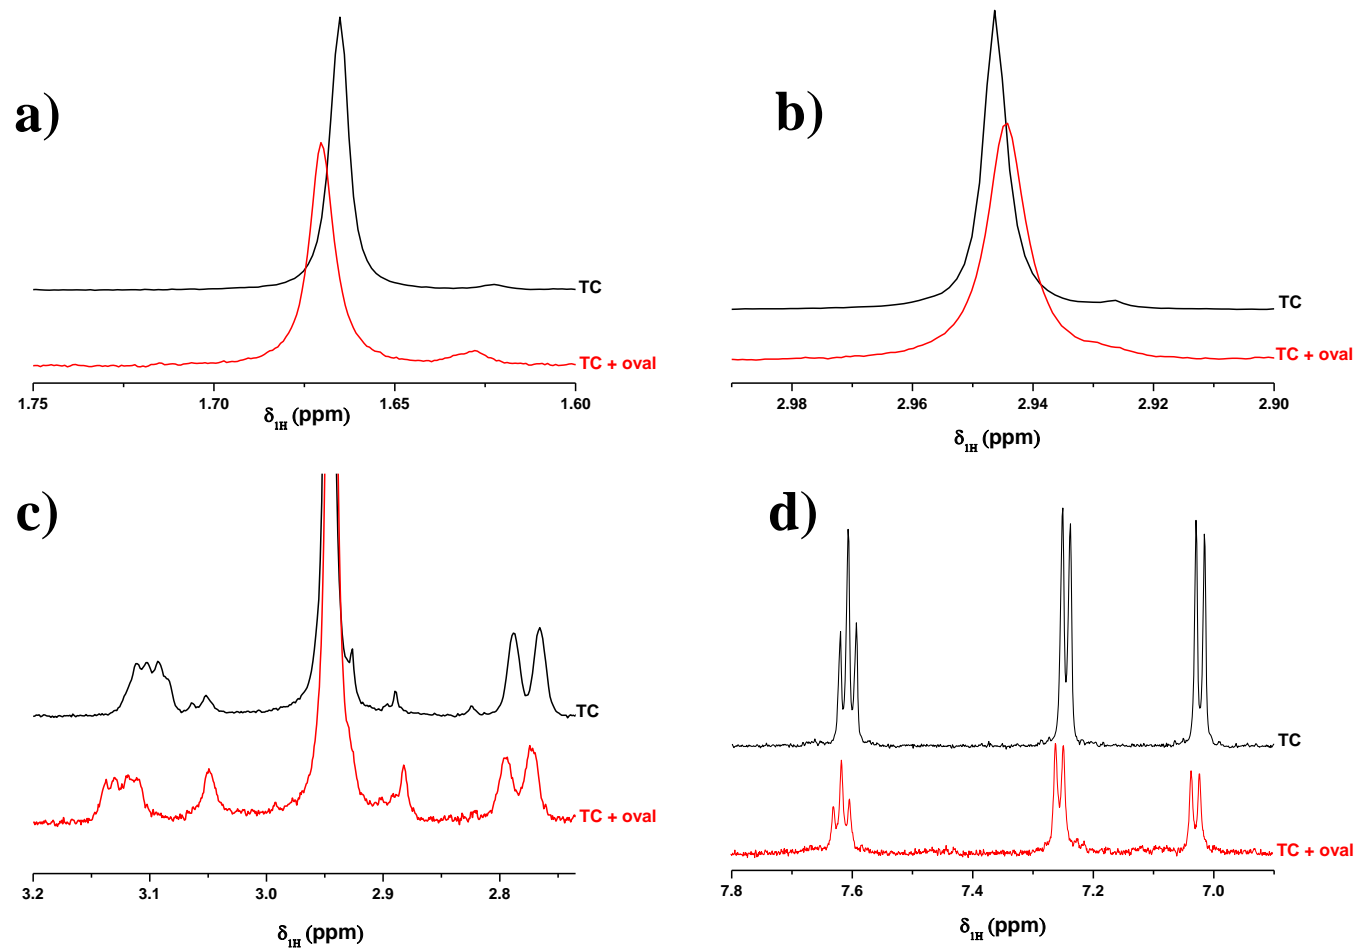 a)
TC
TC + oval
1.75 1.70 1.65 1.60
δ1H (ppm)
b)
TC
TC + oval
2.98 2.96 2.94 2.92 2.90
δ1H (ppm)
c)
TC
TC + oval
3.2 3.1 3.0 2.9 2.8
δ1H (ppm)
d)
TC
TC + oval
7.8 7.6 7.4 7.2 7.0
δ1H (ppm)